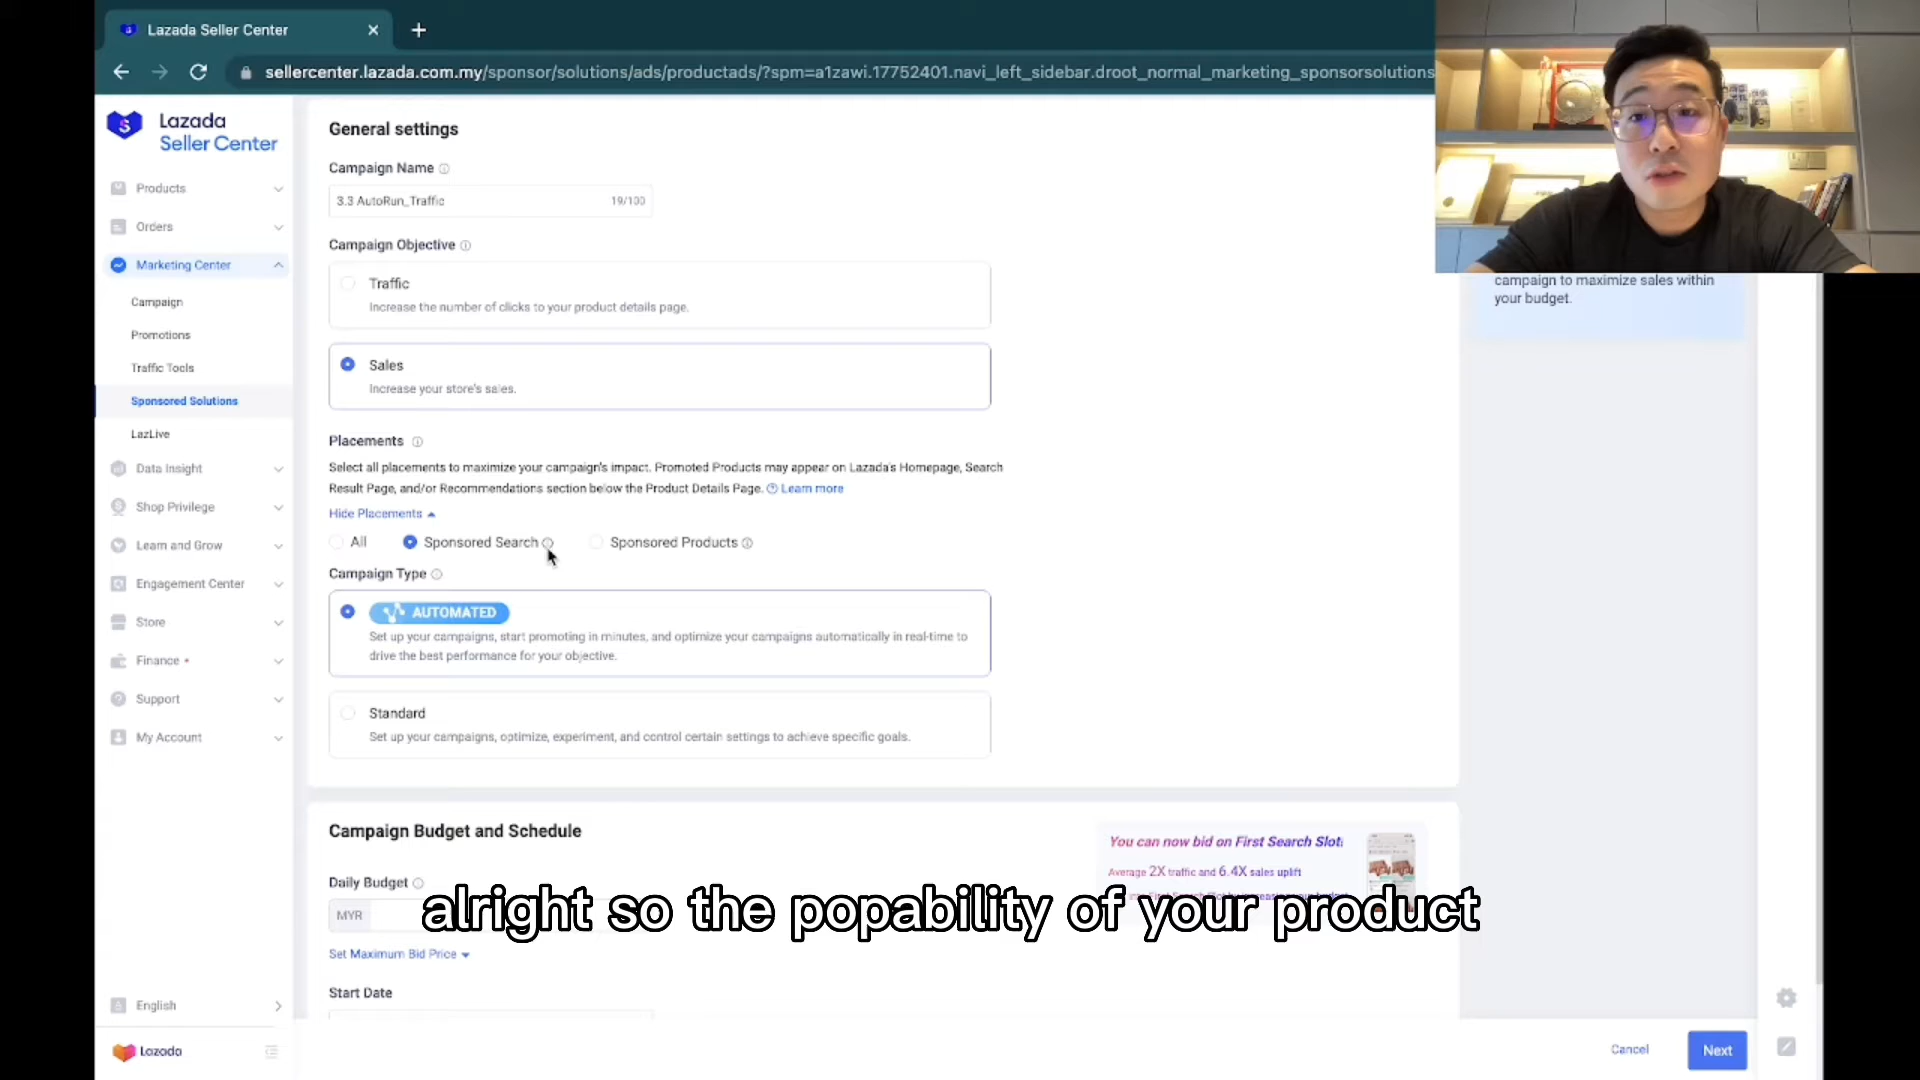 Lazada Seller Center
sellercenter.lazada.com.my/sponsor/solutions/ads/productads/?spm=a1zawi.17752401.navi_left_sidebar.droot_normal_marketing_sponsorsolutions
Lazada
Seller Center
Products
Orders
Marketing Center
Campaign
Promotions
Traffic Tools
Sponsored Solutions
LazLive
Data Insight
Shop Privilege
Learn and Grow
Engagement Center
Store
Finance
Support
My Account
English
Lazada
General settings
Campaign Name
3.3 AutoRun_Traffic 19/100
Campaign Objective
Traffic
Increase the number of clicks to your product details page.
Sales
Increase your store's sales.
Placements
Select all placements to maximize your campaign's impact. Promoted Products may appear on Lazada's Homepage, Search
Result Page, and/or Recommendations section below the Product Details Page. Learn more
Hide Placements
All Sponsored Search Sponsored Products
Campaign Type
AUTOMATED
Set up your campaigns, start promoting in minutes, and optimize your campaigns automatically in real-time to
drive the best performance for your objective.
Standard
Set up your campaigns, optimize, experiment, and control certain settings to achieve specific goals.
Campaign Budget and Schedule
Daily Budget
MYR
Set Maximum Bid Price
Start Date
You can now bid on First Search Slot!
Average 2X traffic and 6.4X sales uplift
campaign to maximize sales within
your budget.
alright so the popability of your product
Cancel
Next